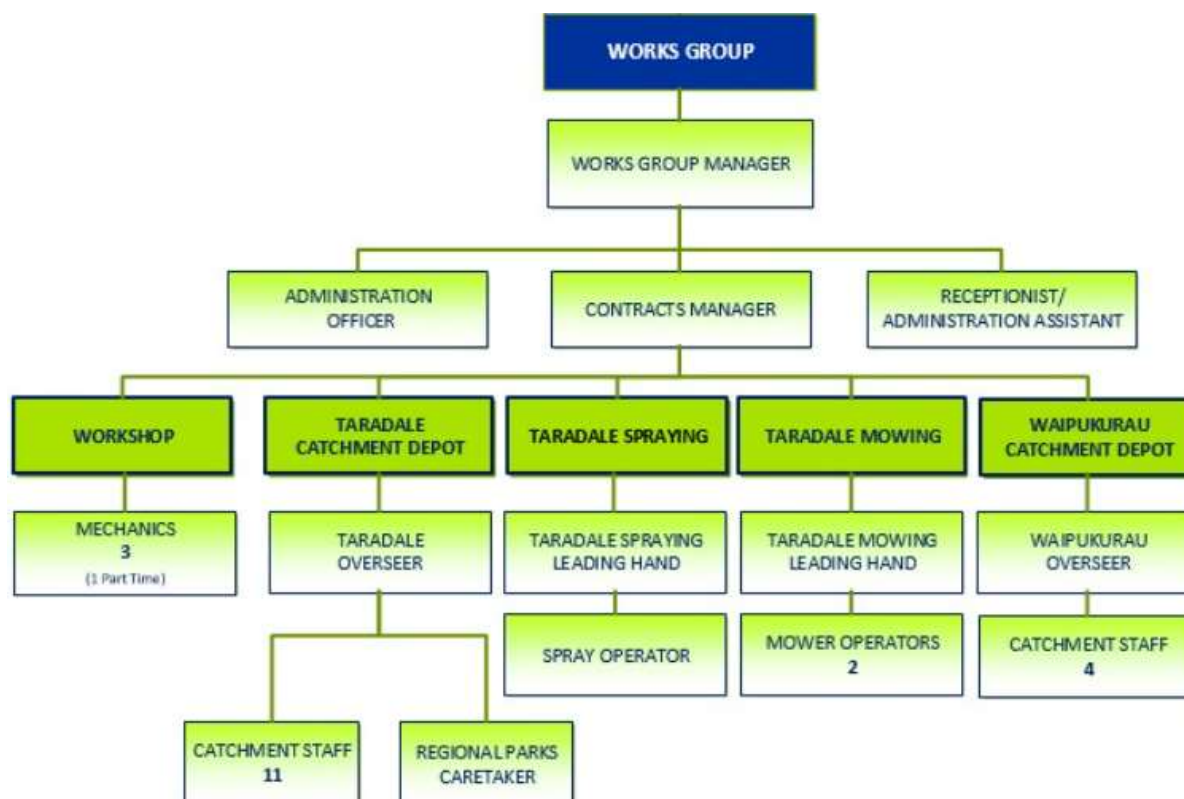 WORKS GROUP
WORKS GROUP MANAGER
ADMINISTRATION
OFFICER
CONTRACTS MANAGER
RECEPTIONIST/
ADMINISTRATION ASSISTANT
WORKSHOP
TARADALE
CATCHMENT DEPOT
TARADALE SPRAYING
TARADALE MOWING
WAIPUKURAU
CATCHMENT DEPOT
MECHANICS
3
(1 Part Time)
TARADALE
OVERSEER
TARADALE SPRAYING
LEADING HAND
TARADALE MOWING
LEADING HAND
WAIPUKURAU
OVERSEER
SPRAY OPERATOR
MOWER OPERATORS
2
CATCHMENT STAFF
4
CATCHMENT STAFF
11
REGIONAL PARKS
CARETAKER